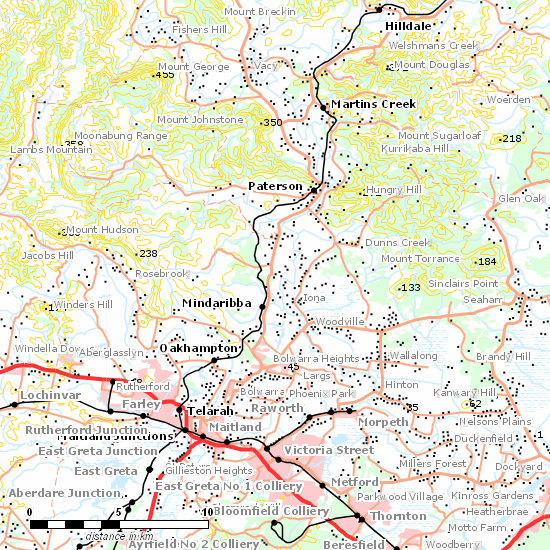 Mount Breckin
Hilldale
Fishers Hill
Welshmans Creek
Mount George
Vacy
Mount Douglas
455
Woerden
Martins Creek
Mount Johnstone
350
Moonabung Range
Mount Sugarloaf
218
Lambs Mountain
Kurrikaba Hill
Paterson
Hungry Hill
Glen Oak
Mount Hudson
Dunns Creek
238
Jacobs Hill
Mount Torrance
184
Rosebrook
Sinclairs Point
133
Mindaribba
Iona
Seaham
Winders Hill
Woodville
Oakhampton
Aberglasslyn
Bolwarra Heights
Wallalong
Brandy Hill
45
Largs
Rutherford
Hinton
Lochinvar
Bolwarra
Phoenix Park
Kanwary Hill
Farley
Raworth
35
62
Telarah
Morpeth
Nelsons Plains
Rutherford Junction
Maitland
Duckenfield
East Greta Junction
Victoria Street
East Greta
Gillieston Heights
Millers Forest
Dockyard
East Greta No 1 Colliery
Metford
Aberdare Junction
Parkwood Village
Kinross Gardens
0 5 10
Bloomfield Colliery
Thornton
Heatherbrae
distance in km
Motto Farm
Ayrfield No 2 Colliery
Beresfield
Woodberry